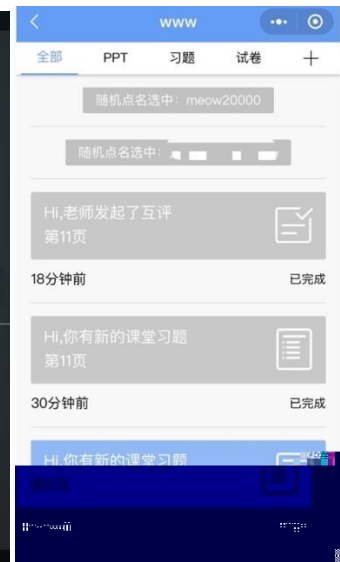 www
全部 PPT 习题 试卷
随机点名选中：meow20000
随机点名选中：
Hi,老师发起了互评
第11页
18分钟前 已完成
Hi,你有新的课堂习题
第11页
30分钟前 已完成
Hi,你有新的课堂习题